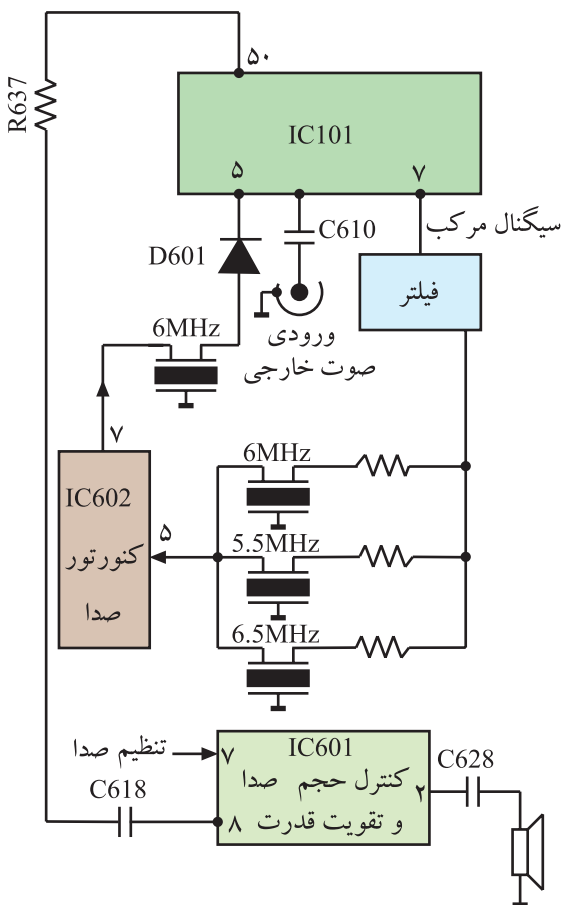 ۵۰
R637
IC101
۵
۷
C610
سیگنال مرکب
D601
فیلتر
ورودی
صوت خارجی
6MHz
۷
6MHz
IC602
کنورتور
صدا
۵
5.5MHz
6.5MHz
تنظیم صدا
۷
IC601
کنترل حجم صدا
و تقویت قدرت
۲
C628
C618
۸